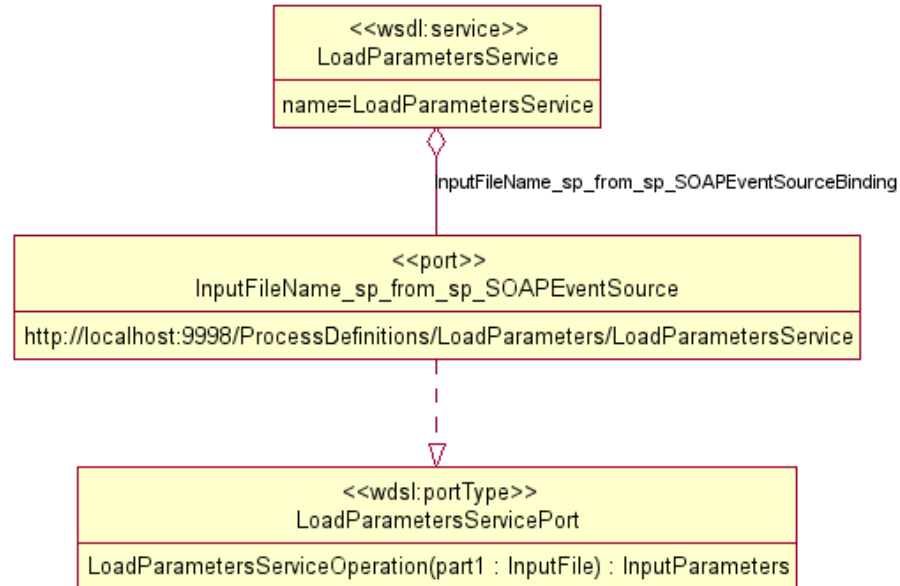 <<wsdl:service>>
LoadParametersService
name=LoadParametersService
InputFileName_sp_from_sp_SOAPEventSourceBinding
<<port>>
InputFileName_sp_from_sp_SOAPEventSource
http://localhost:9998/ProcessDefinitions/LoadParameters/LoadParametersService
<<wdsl:portType>>
LoadParametersServicePort
LoadParametersServiceOperation(part1 : InputFile) : InputParameters